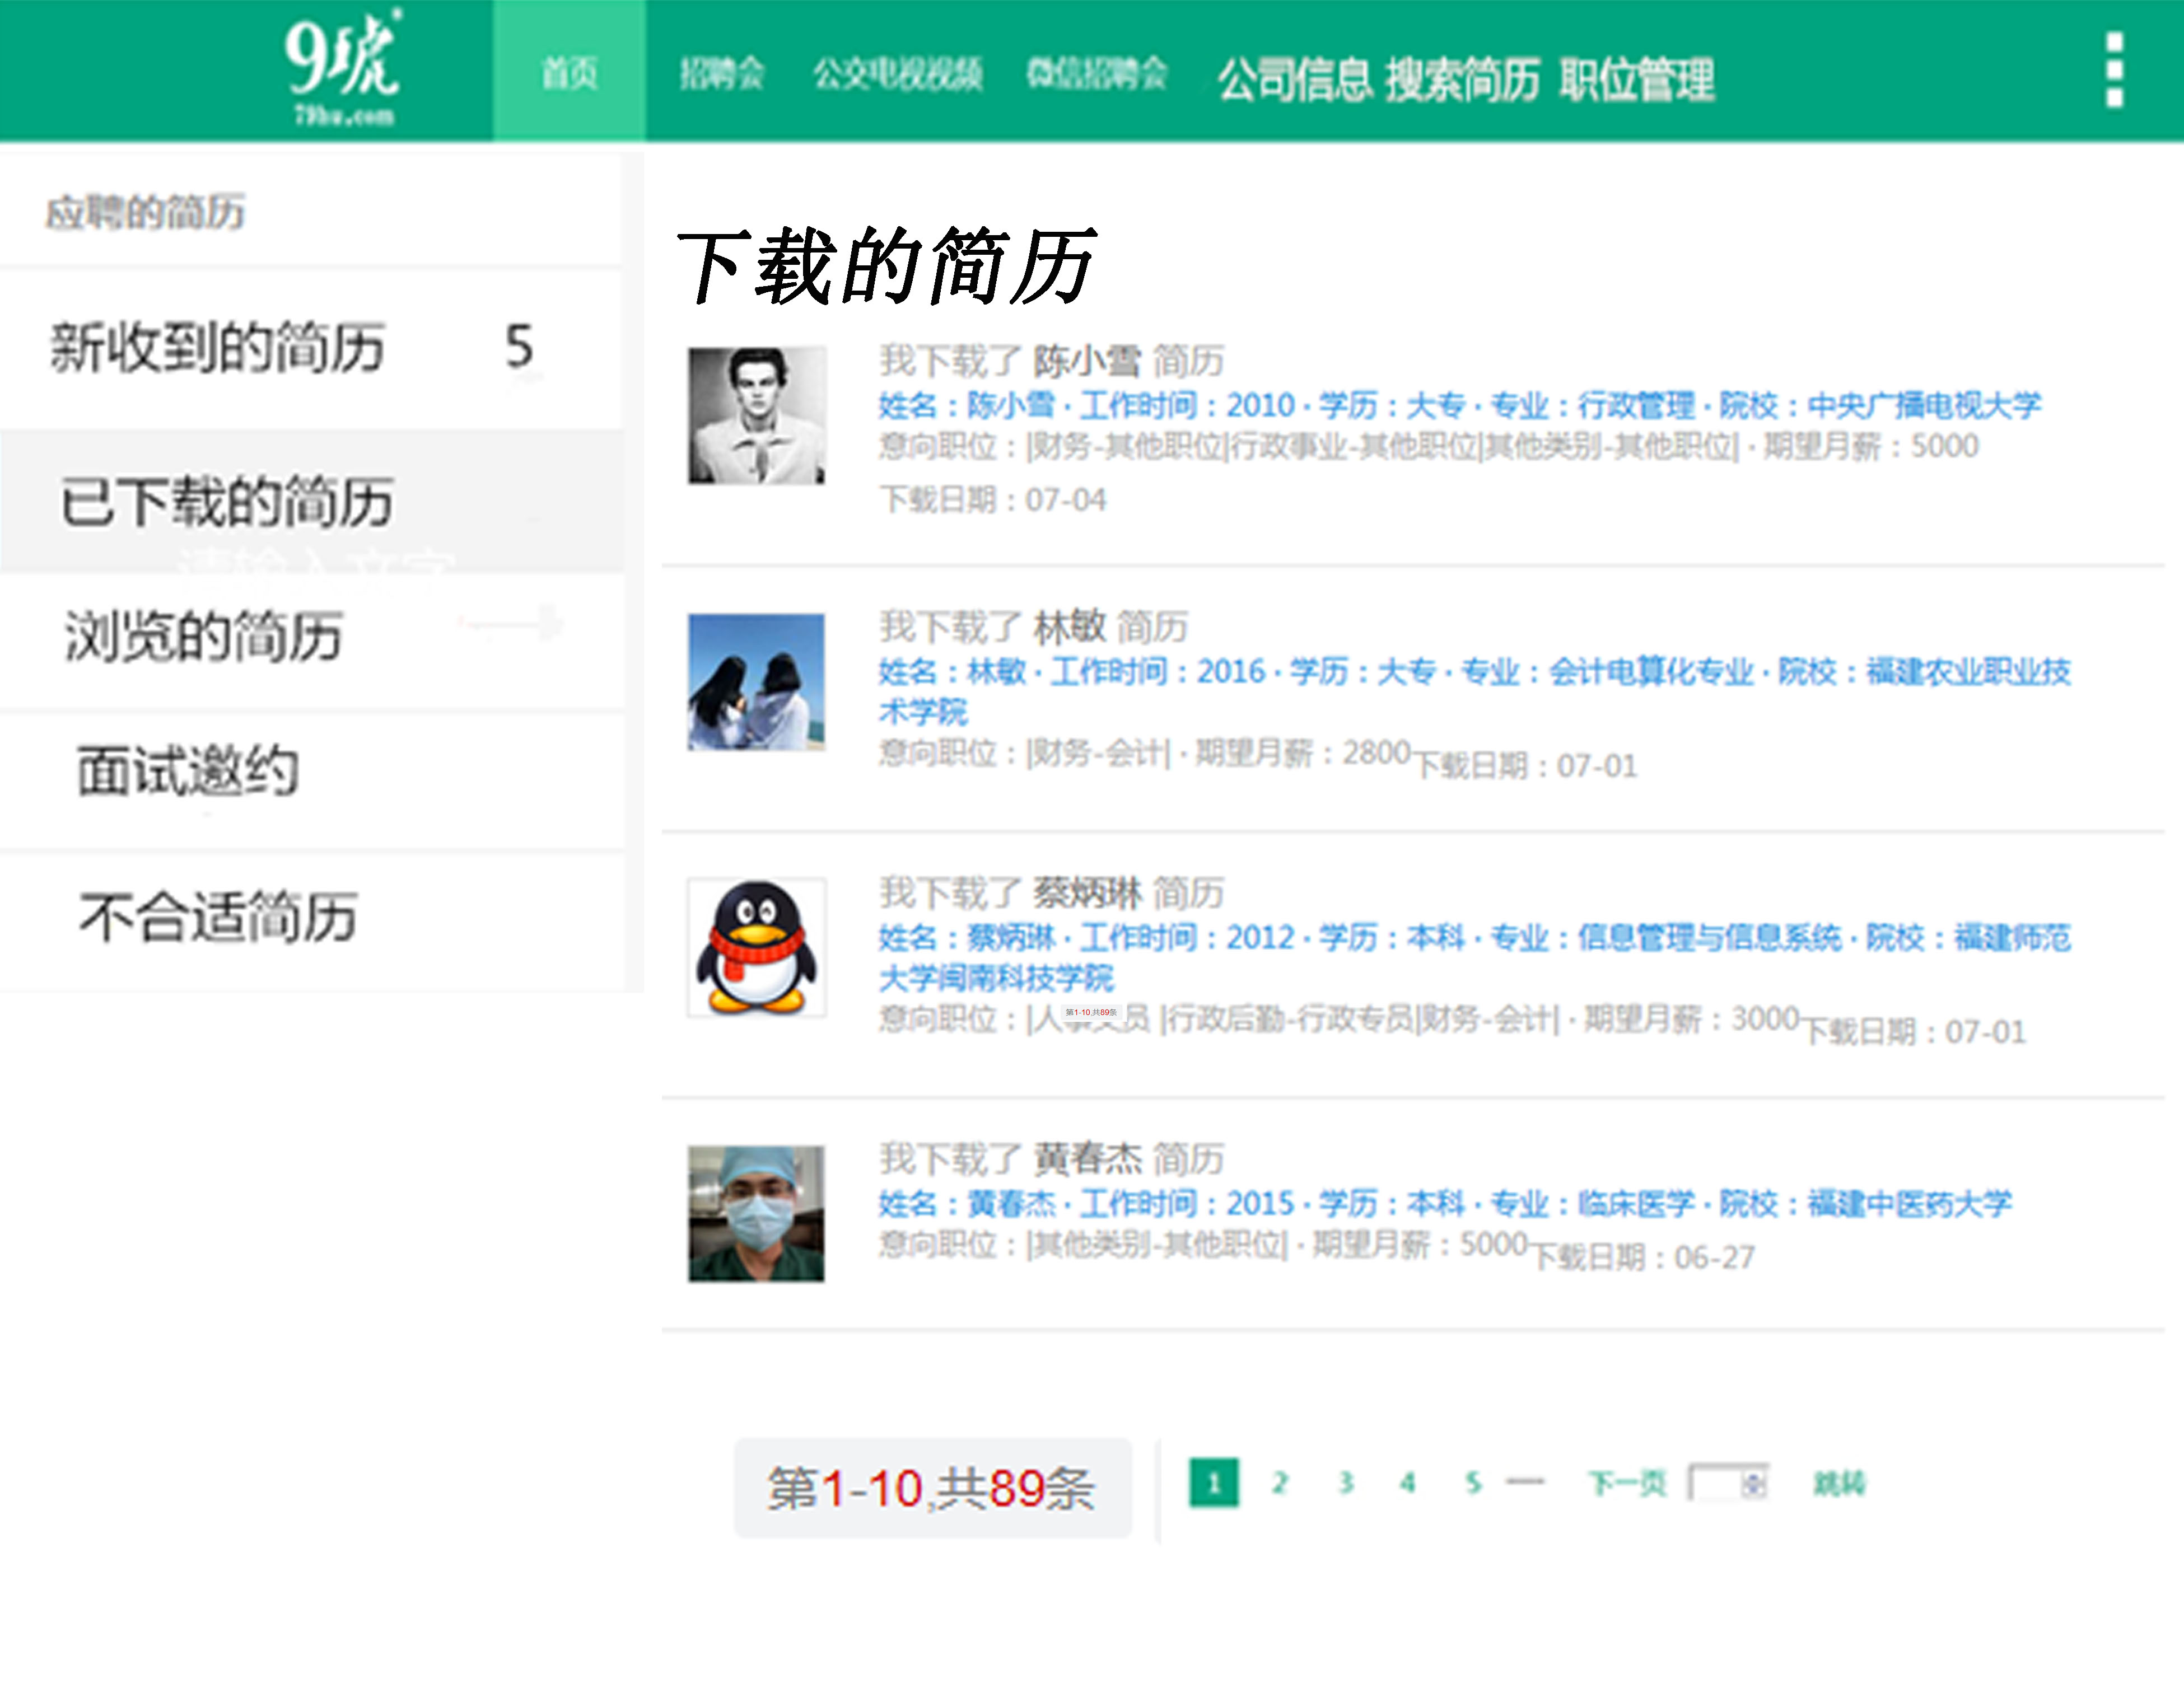 9琥
79hu.com
首页 招聘会 公交电视视频 微信招聘会 公司信息 搜索简历 职位管理
应聘的简历
新收到的简历 5
已下载的简历
请输入文字
浏览的简历
面试邀约
不合适简历
下载的简历
我下载了 陈小雪 简历
姓名：陈小雪 · 工作时间：2010 · 学历：大专 · 专业：行政管理 · 院校：中央广播电视大学
意向职位：|财务-其他职位|行政事业-其他职位|其他类别-其他职位| · 期望月薪：5000
下载日期：07-04
我下载了 林敏 简历
姓名：林敏 · 工作时间：2016 · 学历：大专 · 专业：会计电算化专业 · 院校：福建农业职业技
术学院
意向职位：|财务-会计| · 期望月薪：2800 下载日期：07-01
我下载了 蔡炳琳 简历
姓名：蔡炳琳 · 工作时间：2012 · 学历：本科 · 专业：信息管理与信息系统 · 院校：福建师范
大学闽南科技学院
第1-10,共89条
意向职位：|人事文员 |行政后勤-行政专员|财务-会计| · 期望月薪：3000 下载日期：07-01
我下载了 黄春杰 简历
姓名：黄春杰 · 工作时间：2015 · 学历：本科 · 专业：临床医学 · 院校：福建中医药大学
意向职位：|其他类别-其他职位| · 期望月薪：5000 下载日期：06-27
第1-10,共89条 1 2 3 4 5 — 下一页 跳转